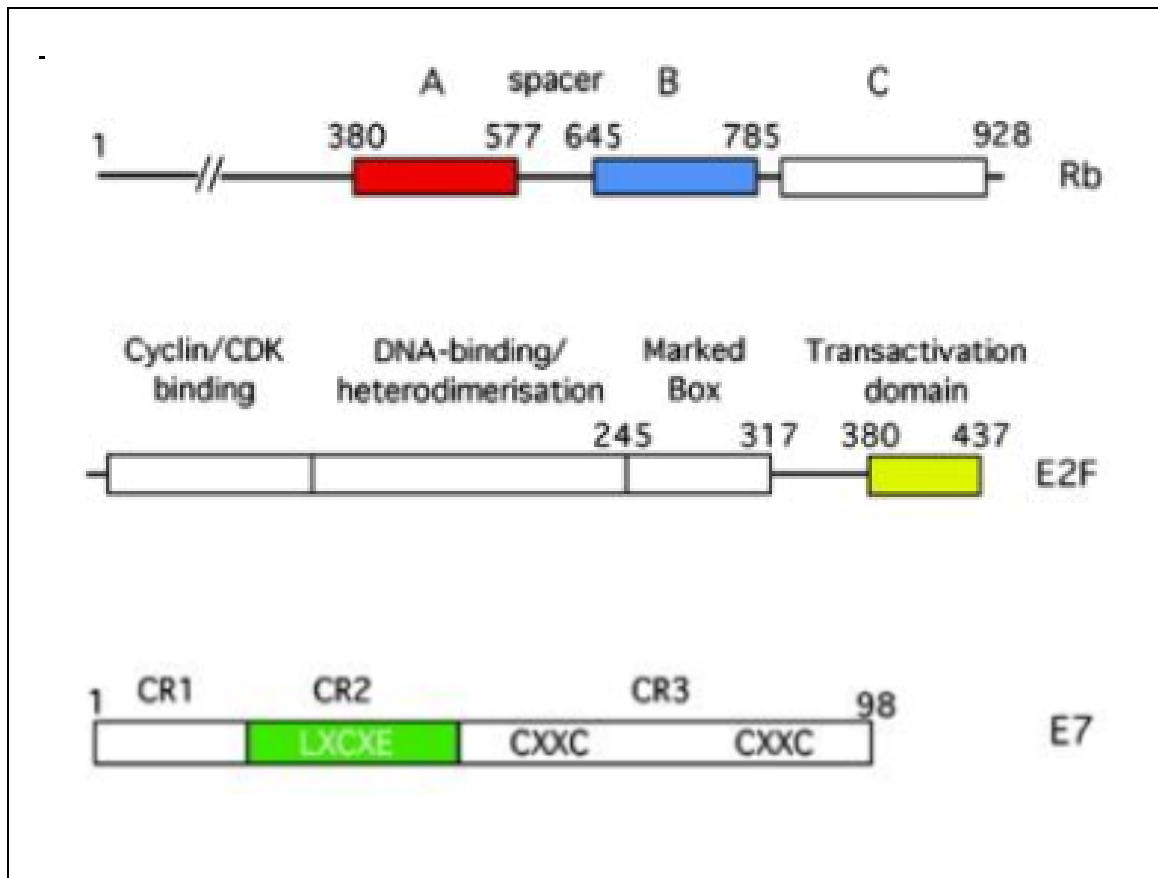 -
A spacer B C
1 380 577 645 785 928
Rb
Cyclin/CDK binding
DNA-binding/ heterodimerisation
Marked Box
Transactivation domain
245 317 380 437
E2F
1 CR1 CR2 CR3 98
LXCXE CXXC CXXC
E7